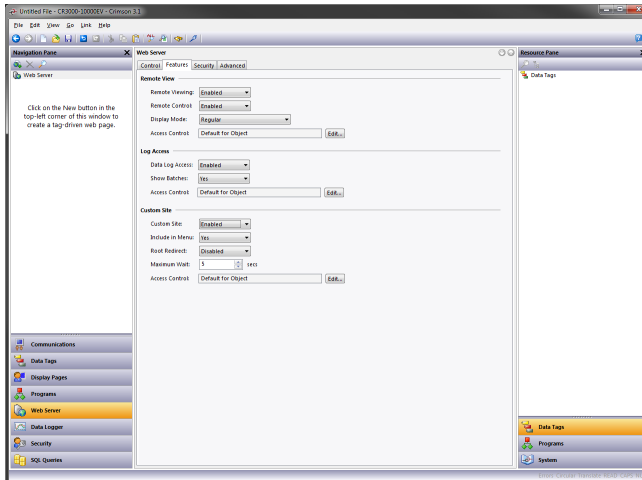 Untitled File - CR3000-10000EV - Crimson 3.1
File Edit View Go Link Help
Navigation Pane
Web Server
Click on the New button in the
top-left corner of this window to
create a tag-driven web page.
Communications
Data Tags
Display Pages
Programs
Web Server
Data Logger
Security
SQL Queries
Web Server
Control Features Security Advanced
Remote View
Remote Viewing: Enabled
Remote Control: Enabled
Display Mode: Regular
Access Control: Default for Object Edit...
Log Access
Data Log Access: Enabled
Show Batches: Yes
Access Control: Default for Object Edit...
Custom Site
Custom Site: Enabled
Include in Menu: Yes
Root Redirect: Disabled
Maximum Wait: 5 secs
Access Control: Default for Object Edit...
Resource Pane
Data Tags
Data Tags
Programs
System
Errors Circular Translate READ CAPS